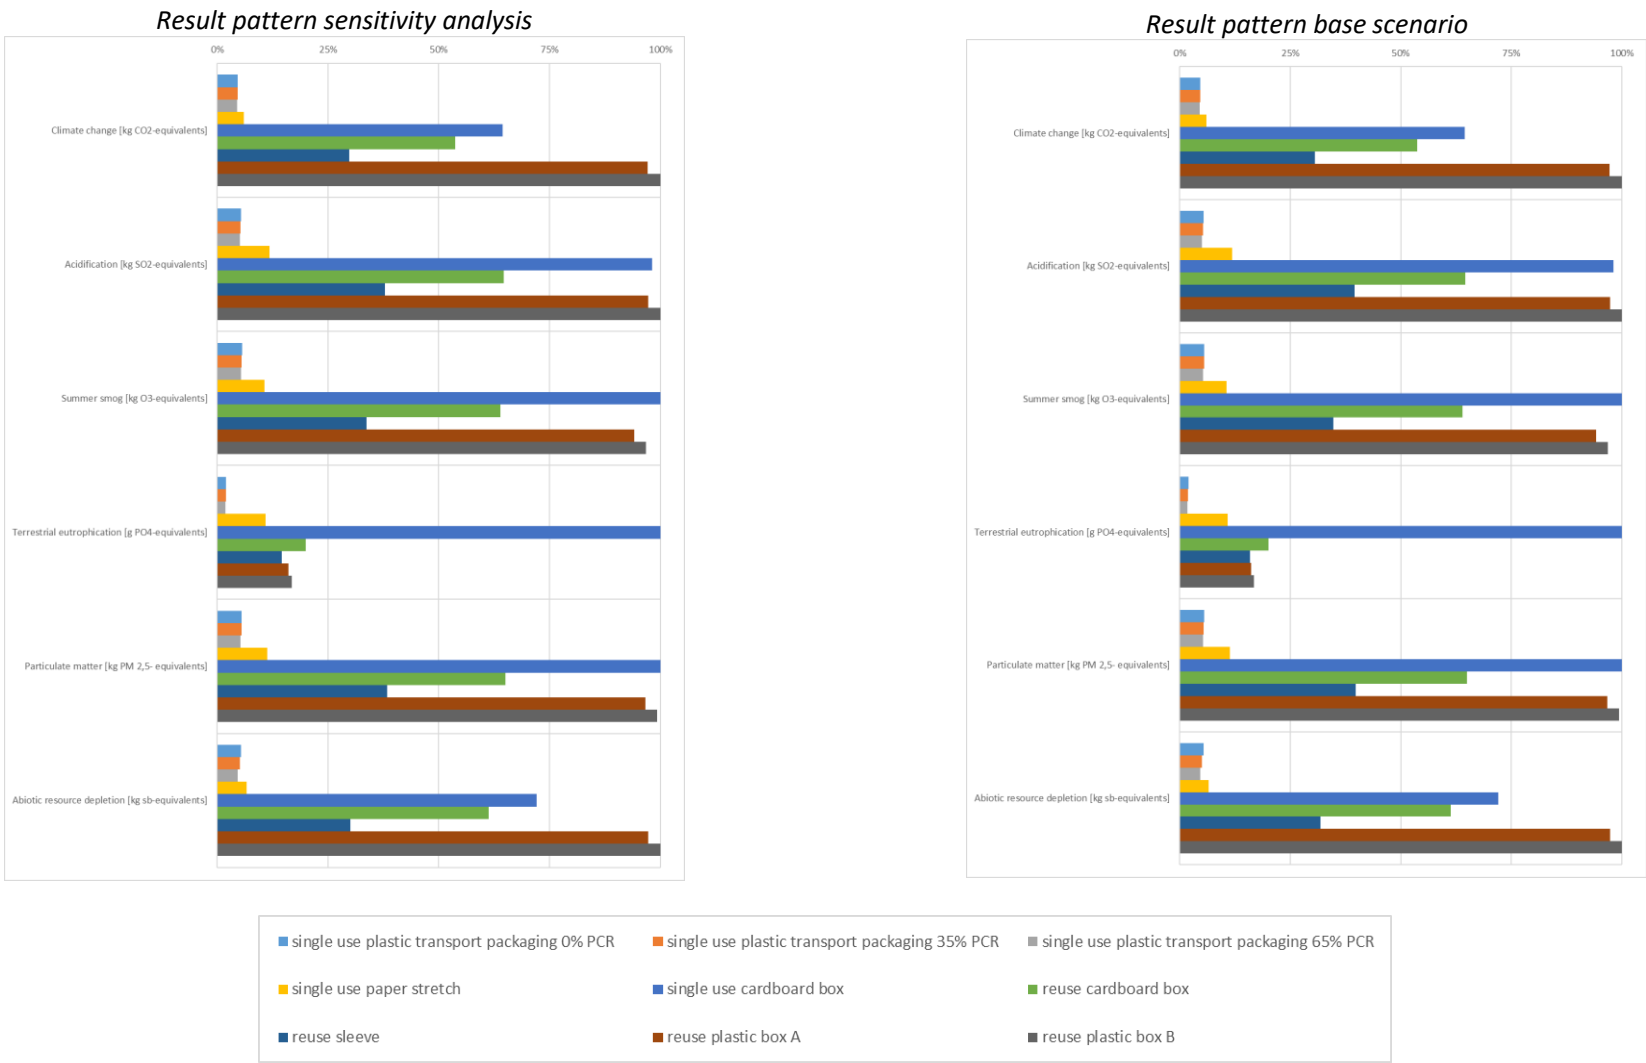 Result pattern sensitivity analysis
0% 25% 50% 75% 100%
Climate change [kg CO2-equivalents]
Acidification [kg SO2-equivalents]
Summer smog [kg O3-equivalents]
Terrestrial eutrophication [g PO4-equivalents]
Particulate matter [kg PM 2,5- equivalents]
Abiotic resource depletion [kg sb-equivalents]
Result pattern base scenario
0% 25% 50% 75% 100%
Climate change [kg CO2-equivalents]
Acidification [kg SO2-equivalents]
Summer smog [kg O3-equivalents]
Terrestrial eutrophication [g PO4-equivalents]
Particulate matter [kg PM 2,5- equivalents]
Abiotic resource depletion [kg sb-equivalents]
single use plastic transport packaging 0% PCR single use plastic transport packaging 35% PCR single use plastic transport packaging 65% PCR
single use paper stretch single use cardboard box reuse cardboard box
reuse sleeve reuse plastic box A reuse plastic box B